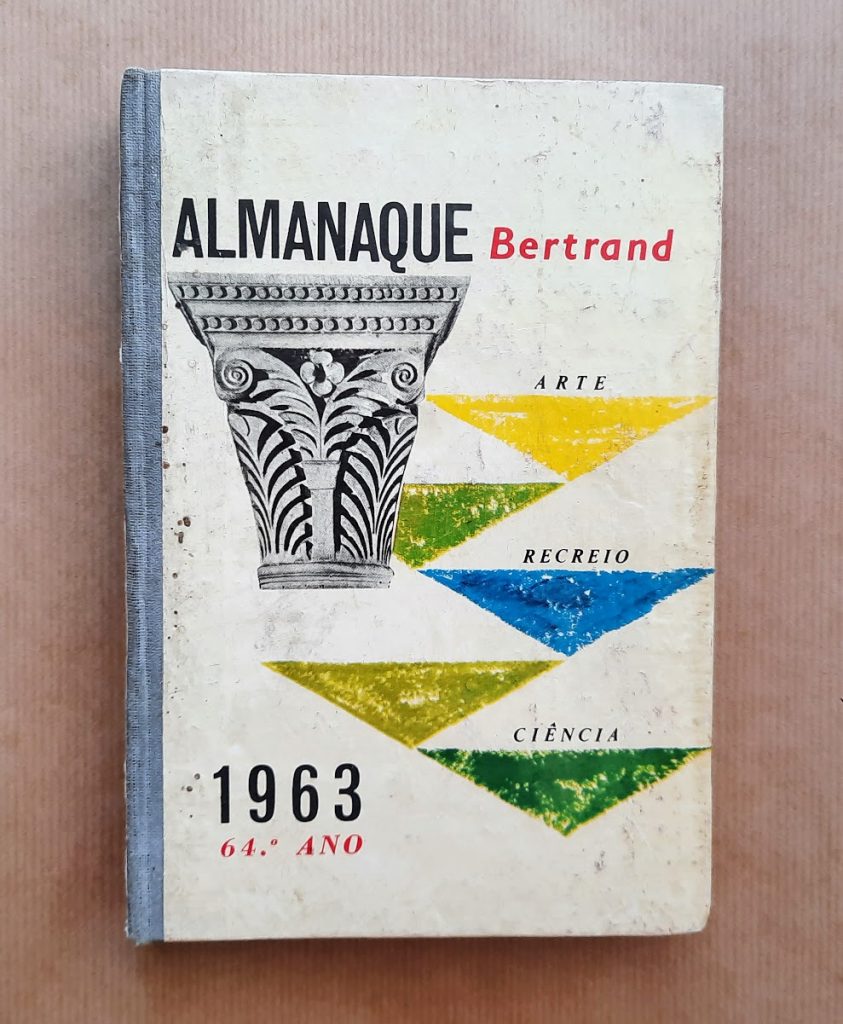 ALMANAQUE Bertrand
ARTE
RECREIO
CIÊNCIA
1963
64.º ANO